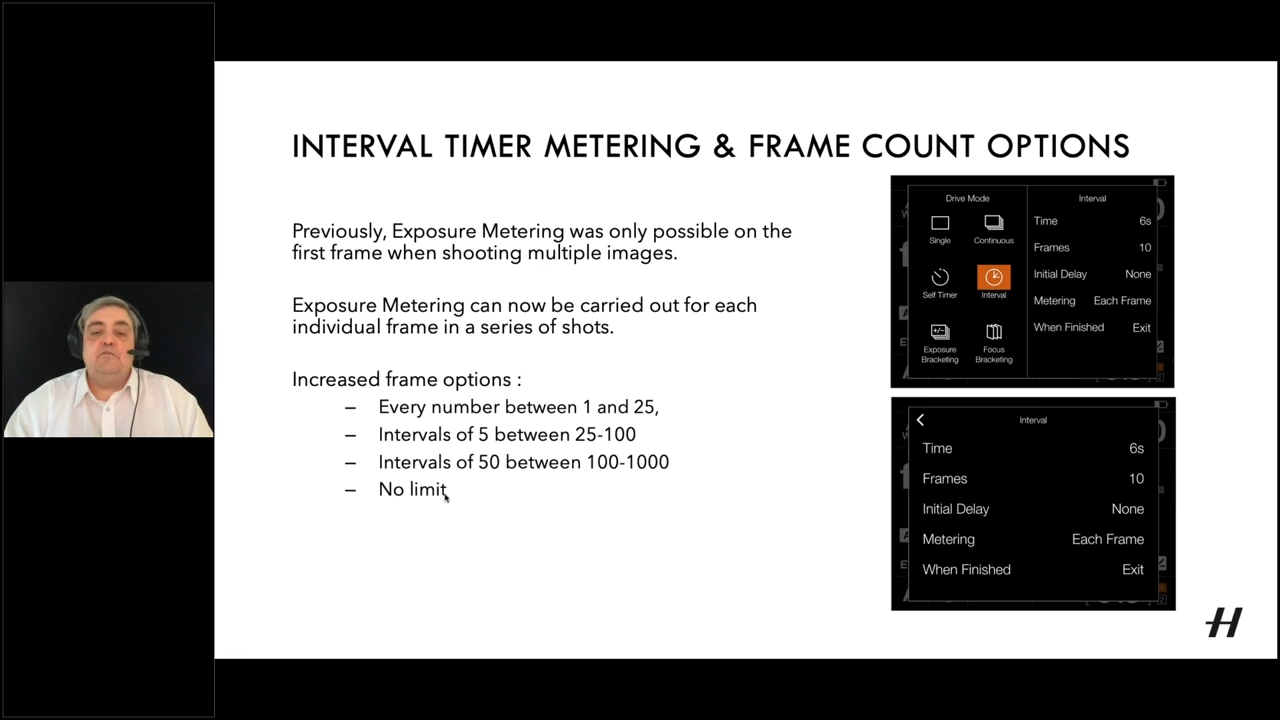 INTERVAL TIMER METERING & FRAME COUNT OPTIONS
Previously, Exposure Metering was only possible on the
first frame when shooting multiple images.
Exposure Metering can now be carried out for each
individual frame in a series of shots.
Increased frame options :
– Every number between 1 and 25,
– Intervals of 5 between 25-100
– Intervals of 50 between 100-1000
– No limit
Drive Mode
Single
Continuous
Self Timer
Interval
Exposure
Bracketing
Focus
Bracketing
Interval
Time 6s
Frames 10
Initial Delay None
Metering Each Frame
When Finished Exit
Interval
Time 6s
Frames 10
Initial Delay None
Metering Each Frame
When Finished Exit
H